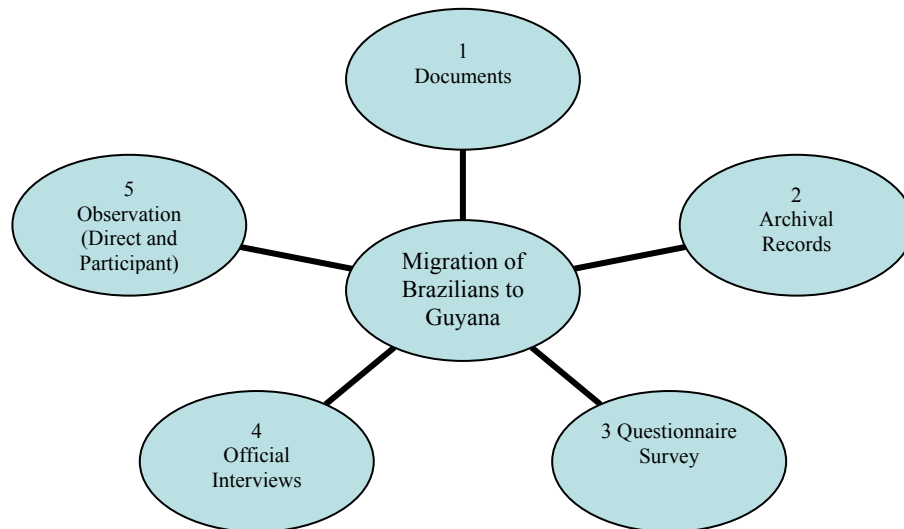 1
Documents
2
Archival
Records
3 Questionnaire
Survey
4
Official
Interviews
5
Observation
(Direct and
Participant)
Migration of
Brazilians to
Guyana